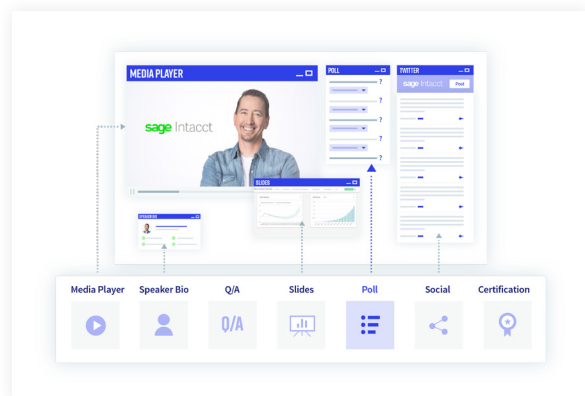 MEDIA PLAYER
sage Intacct
POLL
?
?
?
?
?
TWITTER
sage Intacct Post
SLIDES
SPEAKER BIO
Media Player Speaker Bio Q/A Slides Poll Social Certification
Q/A